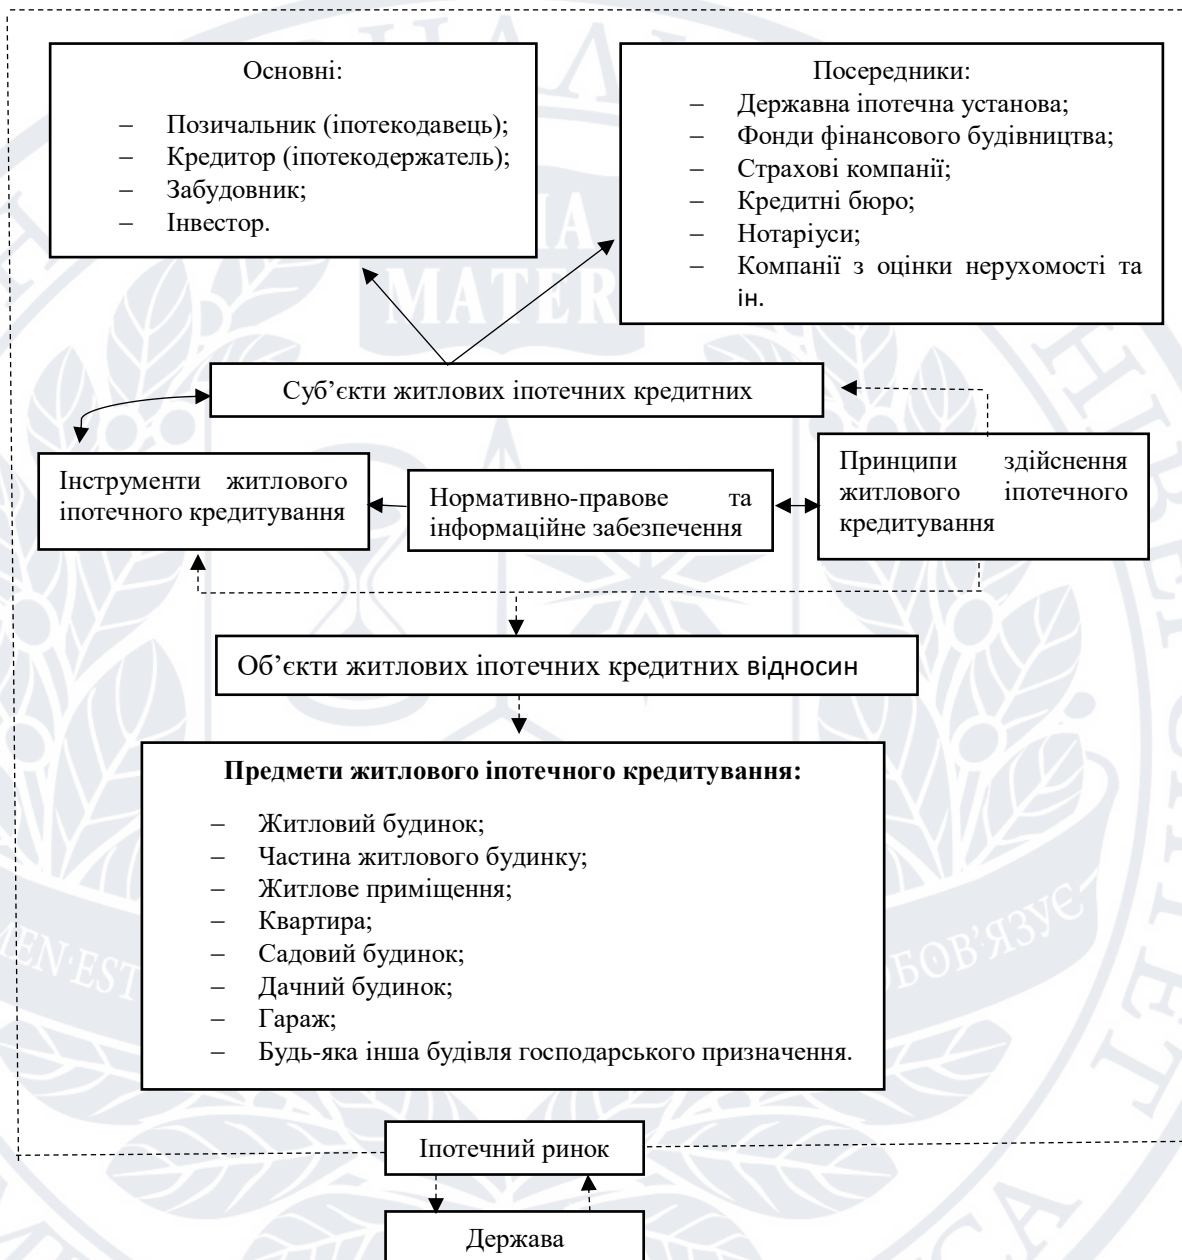 Основні:
– Позичальник (іпотекодавець);
– Кредитор (іпотекодержатель);
– Забудовник;
– Інвестор.
Посередники:
– Державна іпотечна установа;
– Фонди фінансового будівництва;
– Страхові компанії;
– Кредитні бюро;
– Нотаріуси;
– Компанії з оцінки нерухомості та
ін.
MATER
Суб’єкти житлових іпотечних кредитних
Інструменти житлового
іпотечного кредитування
Нормативно-правове та
інформаційне забезпечення
Принципи здійснення
житлового іпотечного
кредитування
Об’єкти житлових іпотечних кредитних відносин
Предмети житлового іпотечного кредитування:
– Житловий будинок;
– Частина житлового будинку;
– Житлове приміщення;
– Квартира;
– Садовий будинок;
– Дачний будинок;
– Гараж;
– Будь-яка інша будівля господарського призначення.
Іпотечний ринок
Держава